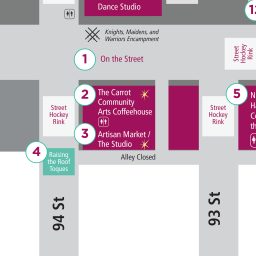 Dance Studio
Knights, Maidens, and
Warriors Encampment
1
On the Street
Street
Hockey
Rink
2
The Carrot
Community
Arts Coffeehouse
3
Artisan Market /
The Studio
Street
Hockey
Rink
Street
Hockey
Rink
5
4
Raising
the Roof
Toques
Alley Closed
94 St
93 St